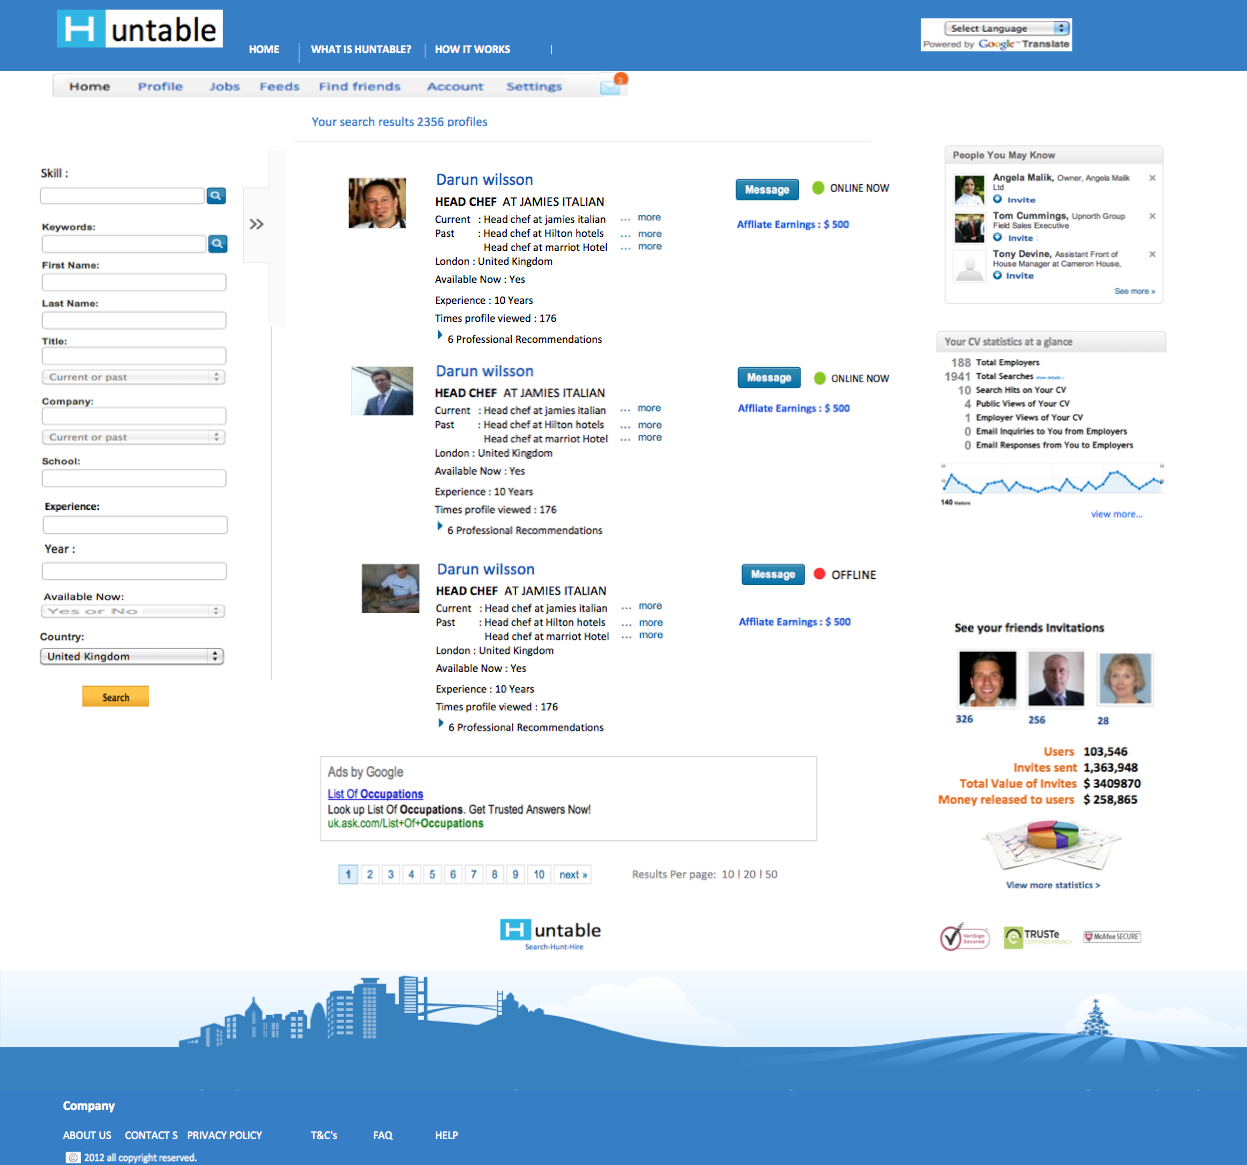 Huntable
HOME
WHAT IS HUNTABLE?
HOW IT WORKS
Select Language
Powered by Google™ Translate
Home Profile Jobs Feeds Find friends Account Settings
Your search results 2356 profiles
Skill :
Keywords:
First Name:
Last Name:
Title:
Current or past
Company:
Current or past
School:
Experience:
Year :
Available Now:
Yes or No
Country:
United Kingdom
Search
>>
Darun wilsson
HEAD CHEF AT JAMIES ITALIAN
Current : Head chef at jamies italian ... more
Past : Head chef at Hilton hotels ... more
Head chef at marriot Hotel ... more
London : United Kingdom
Available Now : Yes
Experience : 10 Years
Times profile viewed : 176
6 Professional Recommendations
Message
ONLINE NOW
Affliate Earnings : $ 500
Darun wilsson
HEAD CHEF AT JAMIES ITALIAN
Current : Head chef at jamies italian ... more
Past : Head chef at Hilton hotels ... more
Head chef at marriot Hotel ... more
London : United Kingdom
Available Now : Yes
Experience : 10 Years
Times profile viewed : 176
6 Professional Recommendations
Message
ONLINE NOW
Affliate Earnings : $ 500
Darun wilsson
HEAD CHEF AT JAMIES ITALIAN
Current : Head chef at jamies italian ... more
Past : Head chef at Hilton hotels ... more
Head chef at marriot Hotel ... more
London : United Kingdom
Available Now : Yes
Experience : 10 Years
Times profile viewed : 176
6 Professional Recommendations
Message
OFFLINE
Affliate Earnings : $ 500
Ads by Google
List Of Occupations
Look up List Of Occupations. Get Trusted Answers Now!
uk.ask.com/List+Of+Occupations
1 2 3 4 5 6 7 8 9 10 next »
Results Per page: 10 l 20 l 50
People You May Know
Angela Malik, Owner, Angela Malik
Ltd
Invite
Tom Cummings, Upnorth Group
Field Sales Executive
Invite
Tony Devine, Assistant Front of
House Manager at Cameron House,
Invite
See more »
Your CV statistics at a glance
188 Total Employers
1941 Total Searches
10 Search Hits on Your CV
4 Public Views of Your CV
1 Employer Views of Your CV
0 Email Inquiries to You from Employers
0 Email Responses from You to Employers
140 Visitors
view more...
See your friends Invitations
326
256
28
Users 103,546
Invites sent 1,363,948
Total Value of Invites $ 3409870
Money released to users $ 258,865
View more statistics >
Huntable
Search-Hunt-Hire
VeriSign
Secured
TRUSTe
CERTIFIED PRIVACY
McAfee SECURE
Company
ABOUT US CONTACT S PRIVACY POLICY T&C's FAQ HELP
© 2012 all copyright reserved.